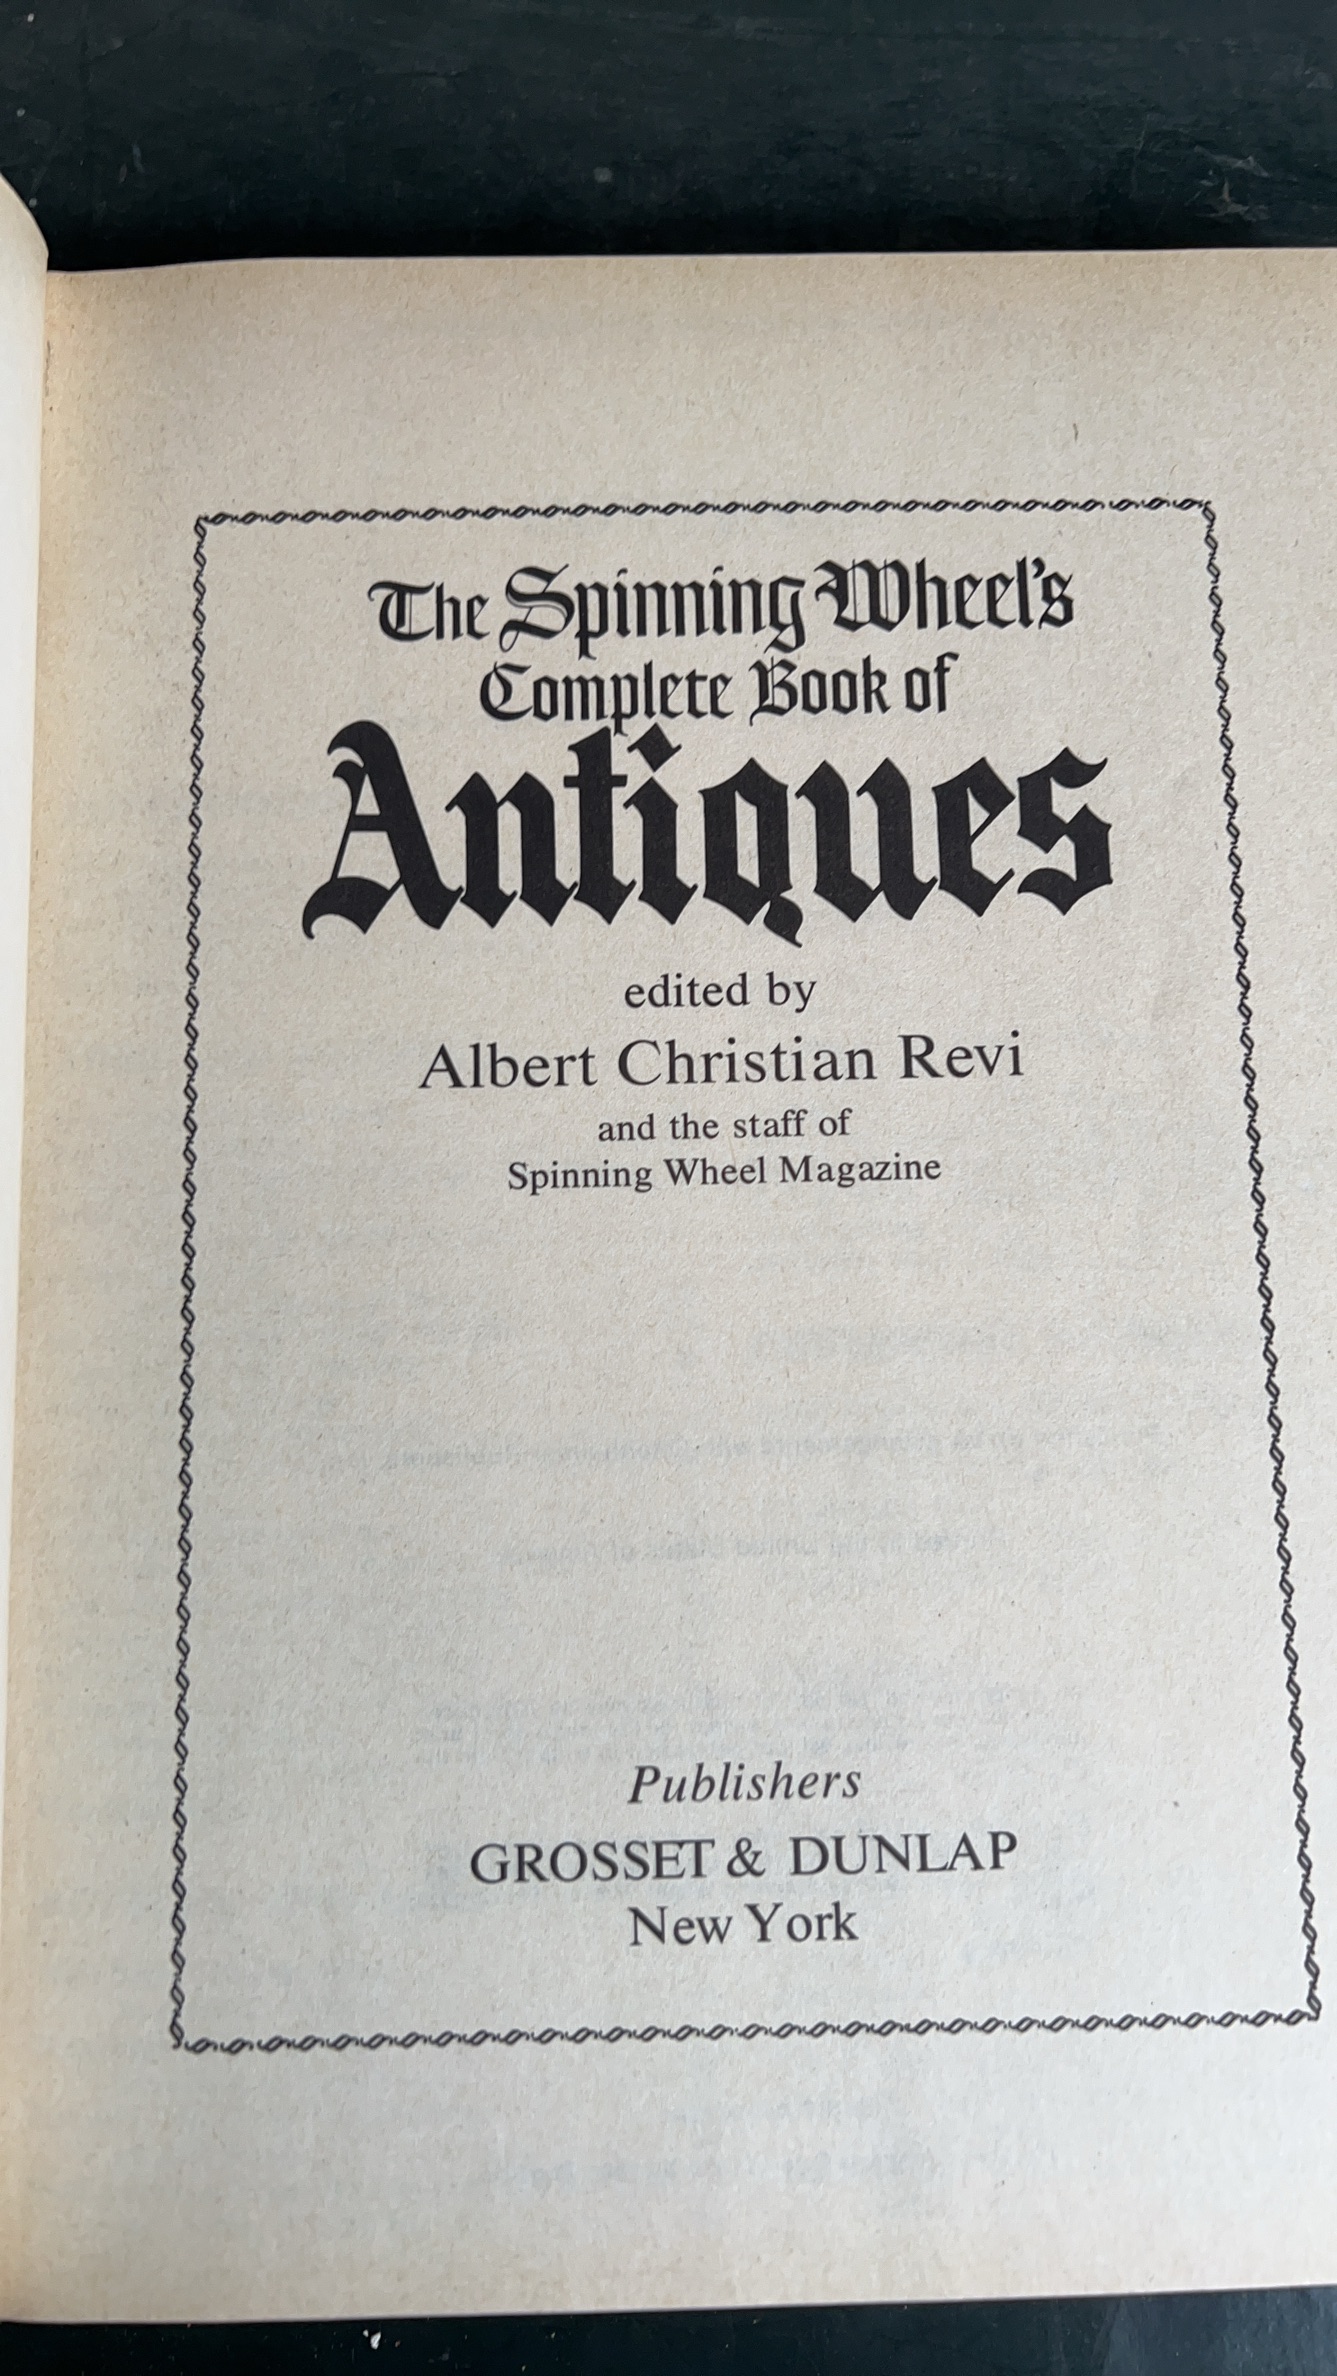 The Spinning Wheel's
Complete Book of
Antiques
edited by
Albert Christian Revi
and the staff of
Spinning Wheel Magazine
Publishers
GROSSET & DUNLAP
New York